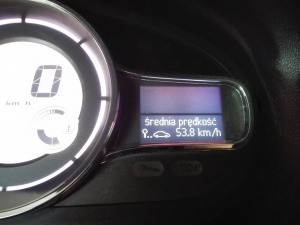 0
km h
średnia prędkość
53.8 km/h